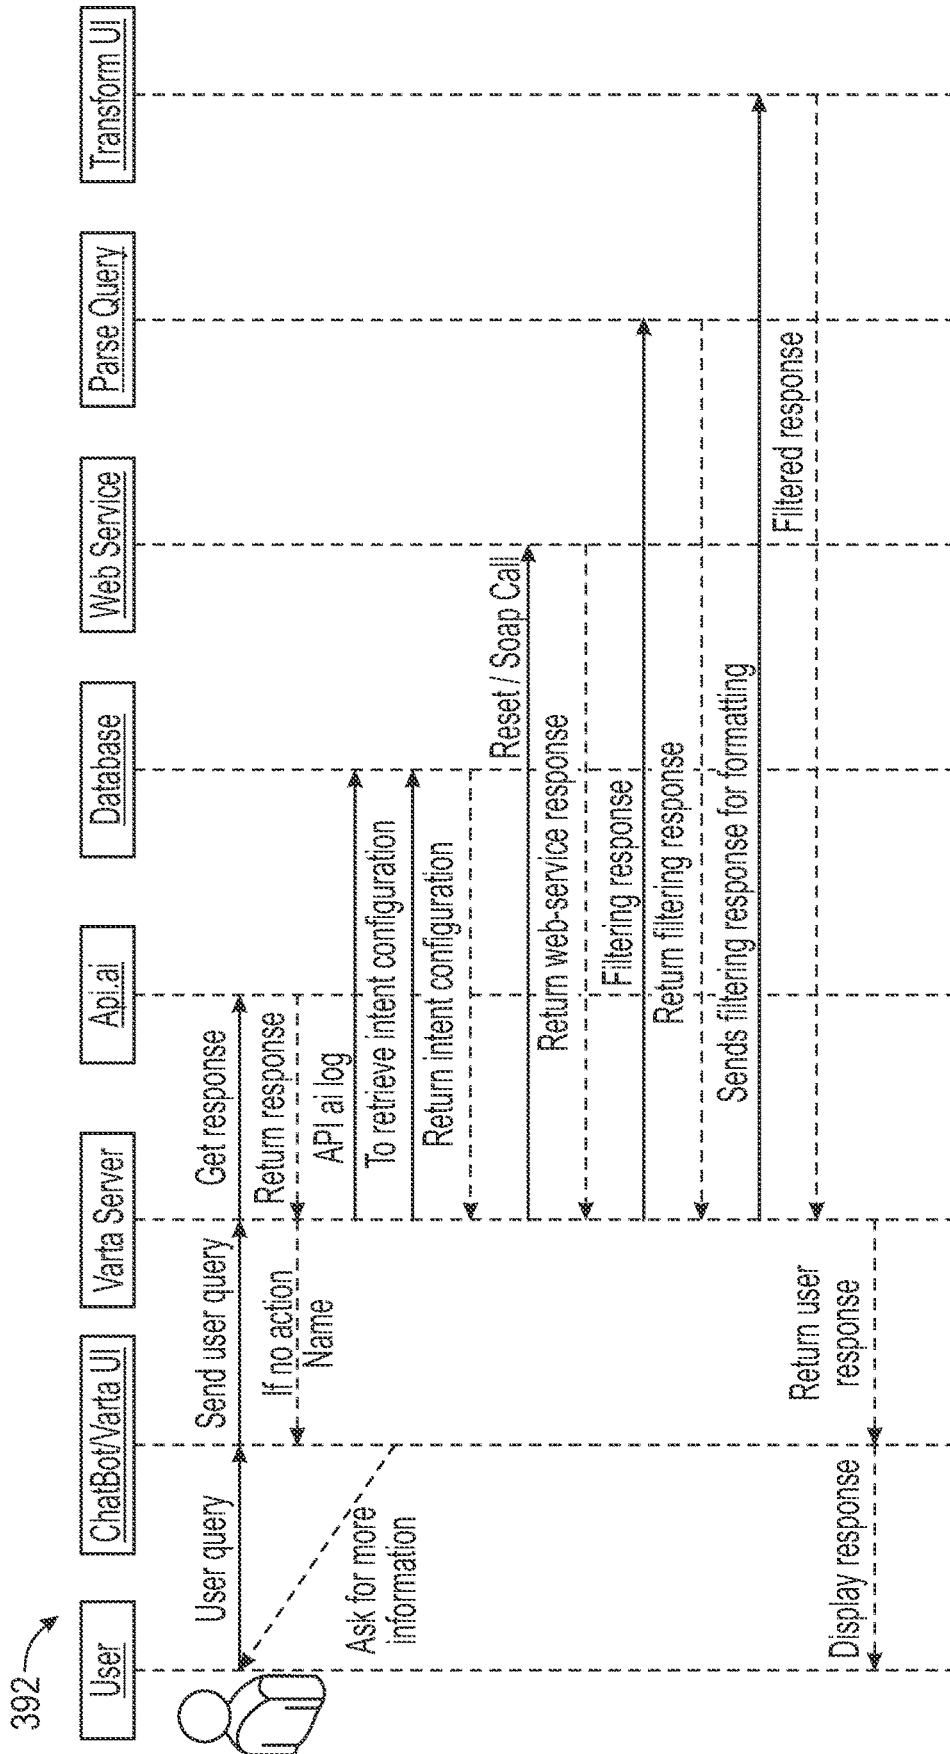 392
User
ChatBot/Varta UI
Varta Server
Api.ai
Database
Web Service
Parse Query
Transform UI
User query
Send user query
Get response
Return response
If no action
Name
Ask for more
information
API ai log
To retrieve intent configuration
Return intent configuration
Reset / Soap Call
Return web-service response
Filtering response
Return filtering response
Sends filtering response for formatting
Filtered response
Return user
response
Display response